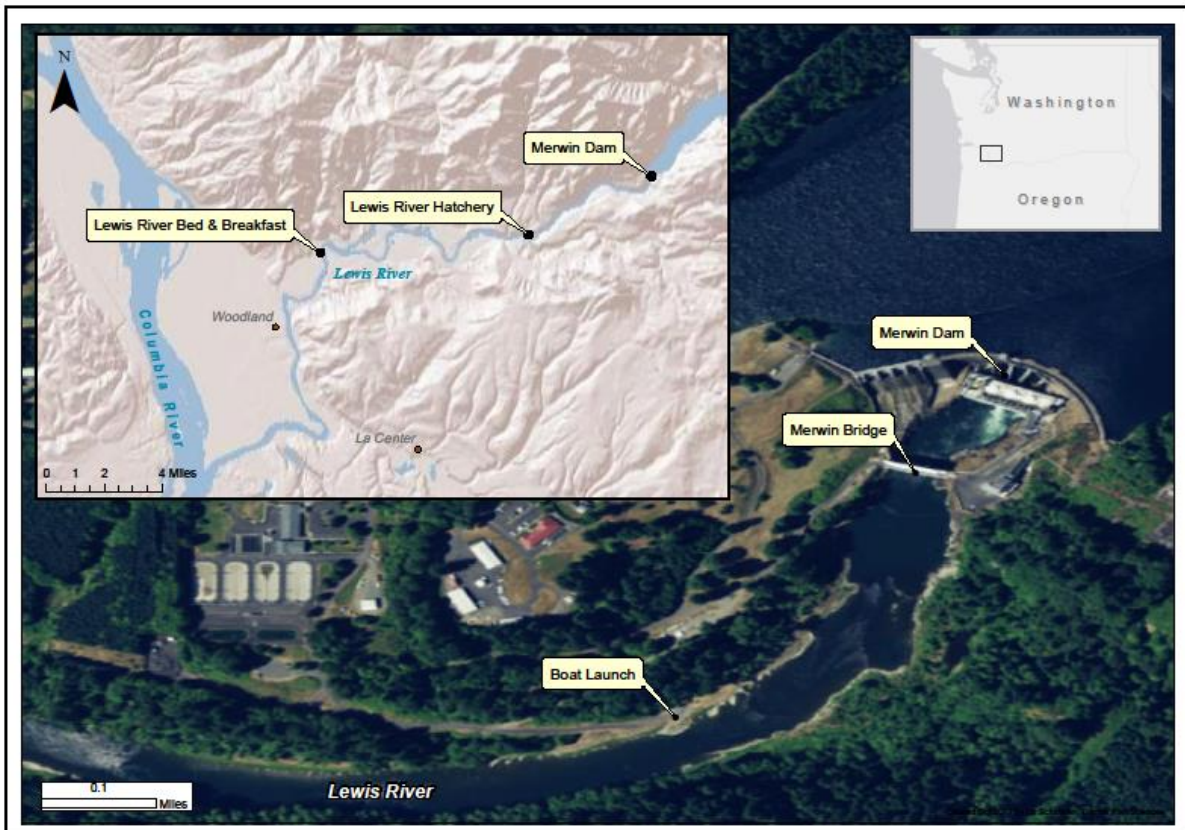 N
Merwin Dam
Lewis River Hatchery
Lewis River Bed & Breakfast
Lewis River
Woodland
Columbia River
La Center
0 1 2 4 Miles
Washington
Oregon
Merwin Dam
Merwin Bridge
Boat Launch
0.1
Miles
Lewis River